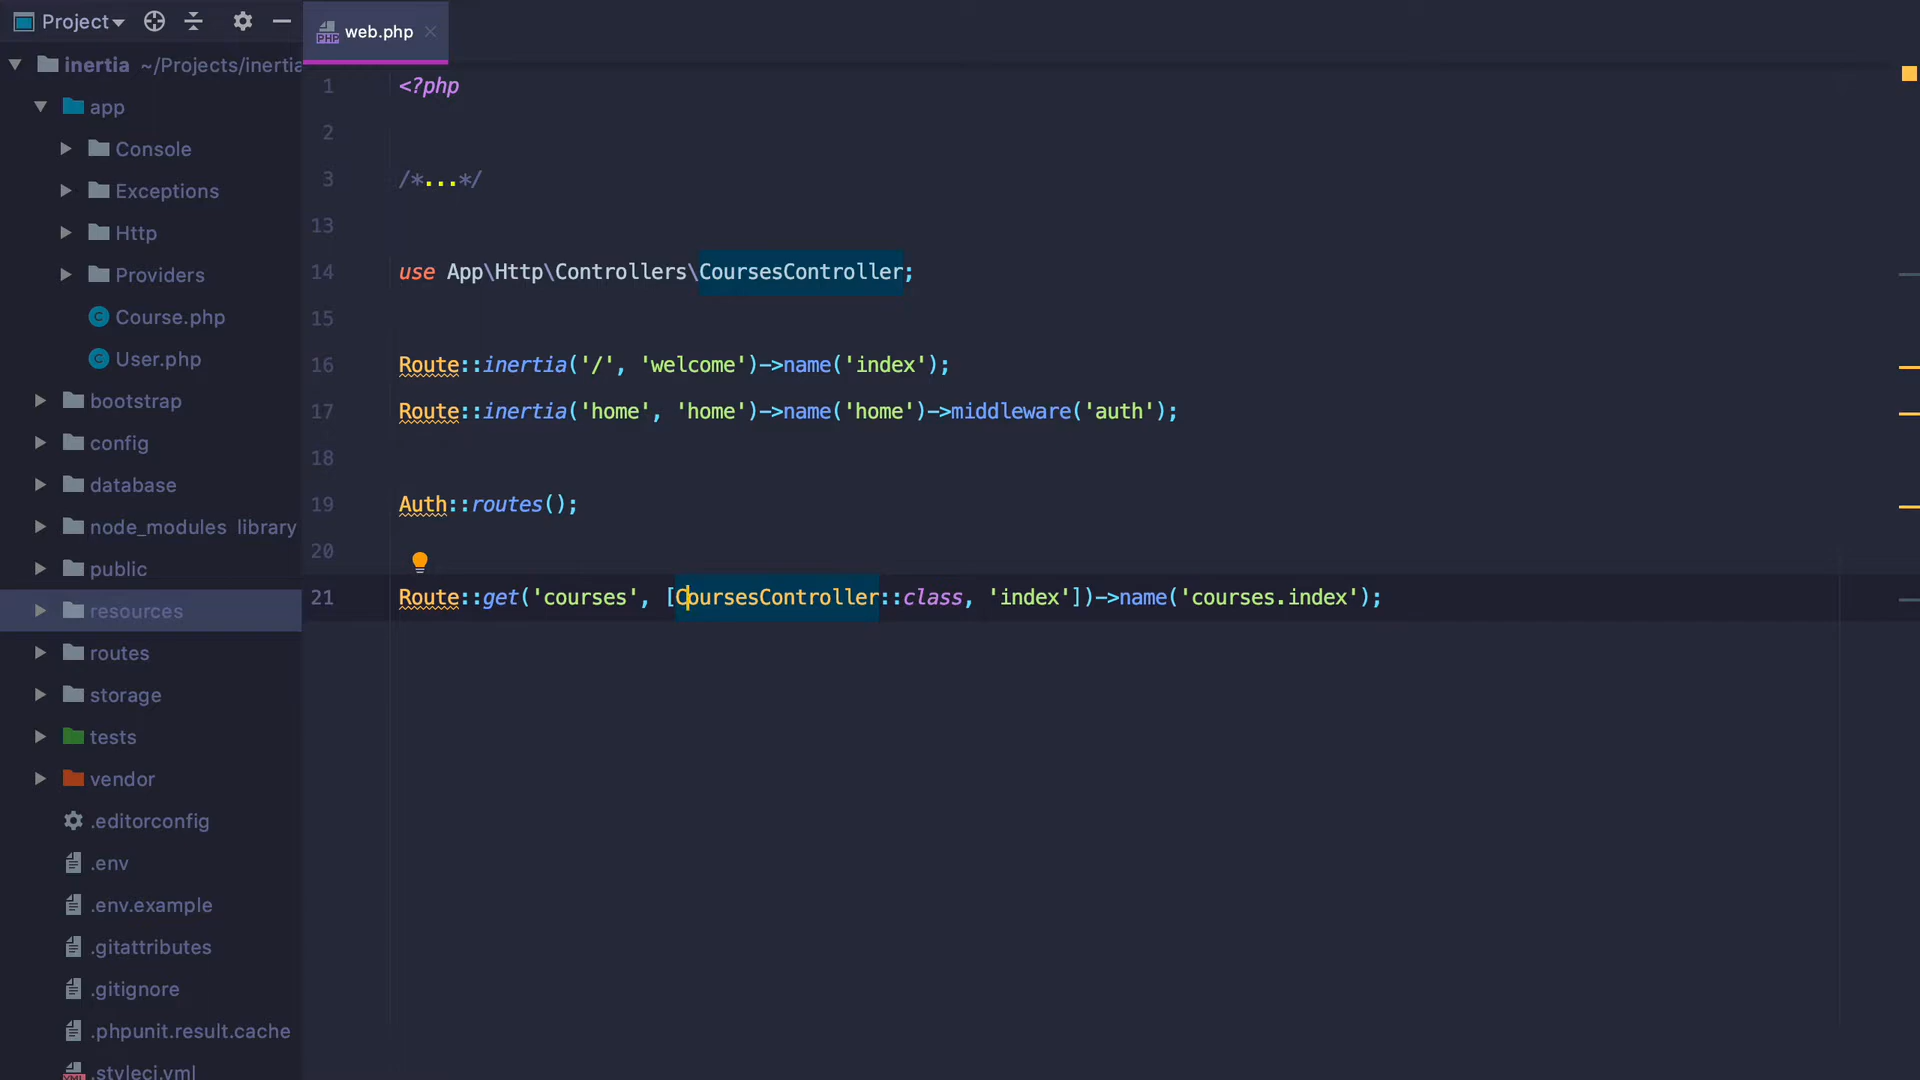 Project
inertia ~/Projects/inertia
app
Console
Exceptions
Http
Providers
Course.php
User.php
bootstrap
config
database
node_modules library
public
resources
routes
storage
tests
vendor
.editorconfig
.env
.env.example
.gitattributes
.gitignore
.phpunit.result.cache
.styleci.yml
web.php
1 <?php
2
3 /*...*/
13
14 use App\Http\Controllers\CoursesController;
15
16 Route::inertia('/', 'welcome')->name('index');
17 Route::inertia('home', 'home')->name('home')->middleware('auth');
18
19 Auth::routes();
20
21 Route::get('courses', [CoursesController::class, 'index'])->name('courses.index');